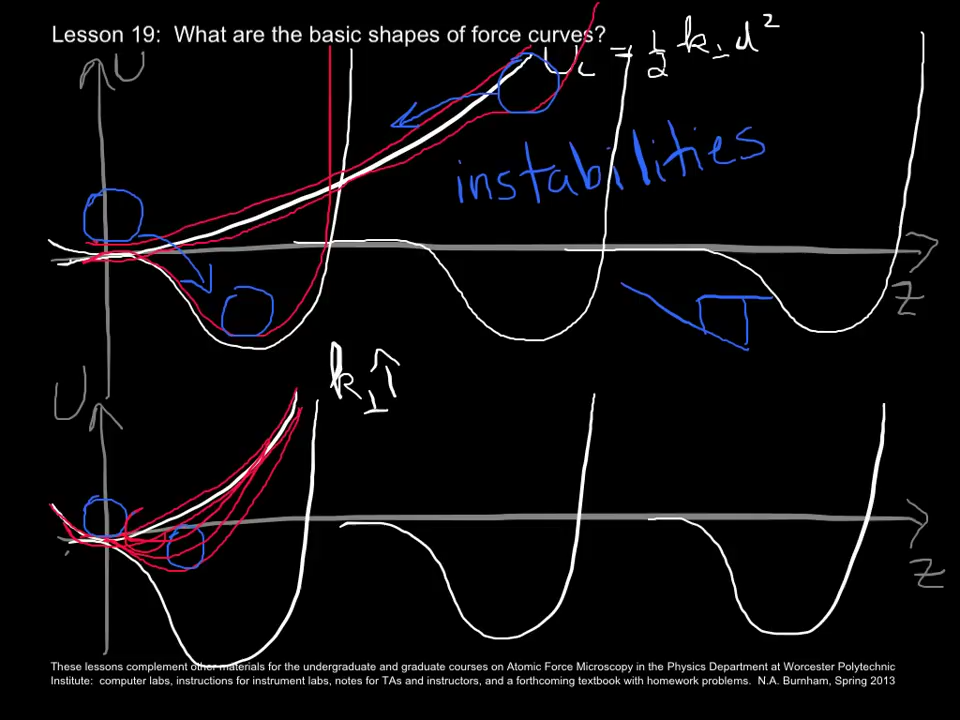 Lesson 19:  What are the basic shapes of force curves?
U
U_c = 1/2 k_⊥ d²
instabilities
Z
k_⊥ ↑
U
Z
These lessons complement other materials for the undergraduate and graduate courses on Atomic Force Microscopy in the Physics Department at Worcester Polytechnic
Institute:  computer labs, instructions for instrument labs, notes for TAs and instructors, and a forthcoming textbook with homework problems.  N.A. Burnham, Spring 2013